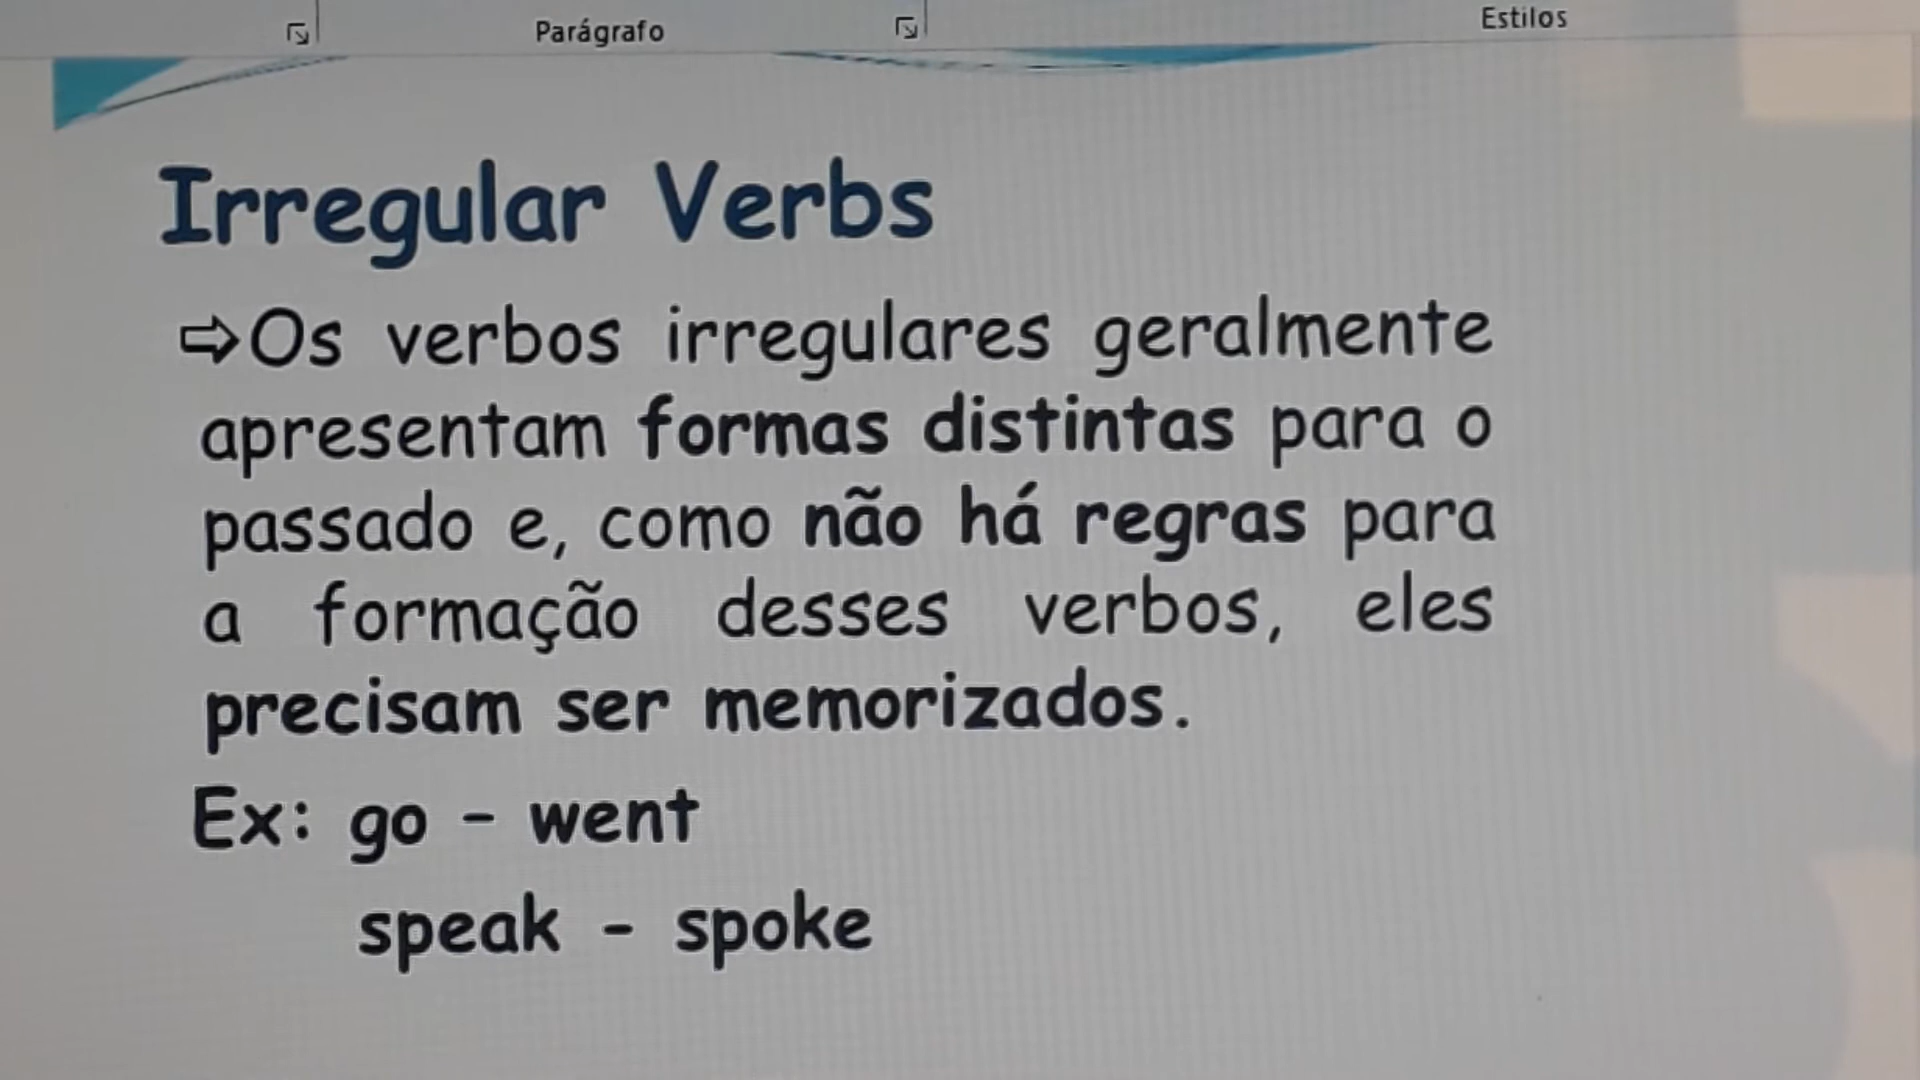 Parágrafo
Estilos
Irregular Verbs
⇨Os verbos irregulares geralmente
apresentam formas distintas para o
passado e, como não há regras para
a formação desses verbos, eles
precisam ser memorizados.
Ex: go - went
speak - spoke